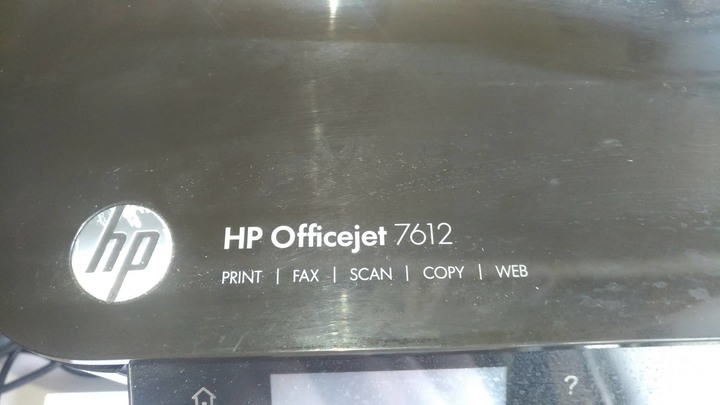 hp
HP Officejet 7612
PRINT | FAX | SCAN | COPY | WEB
?